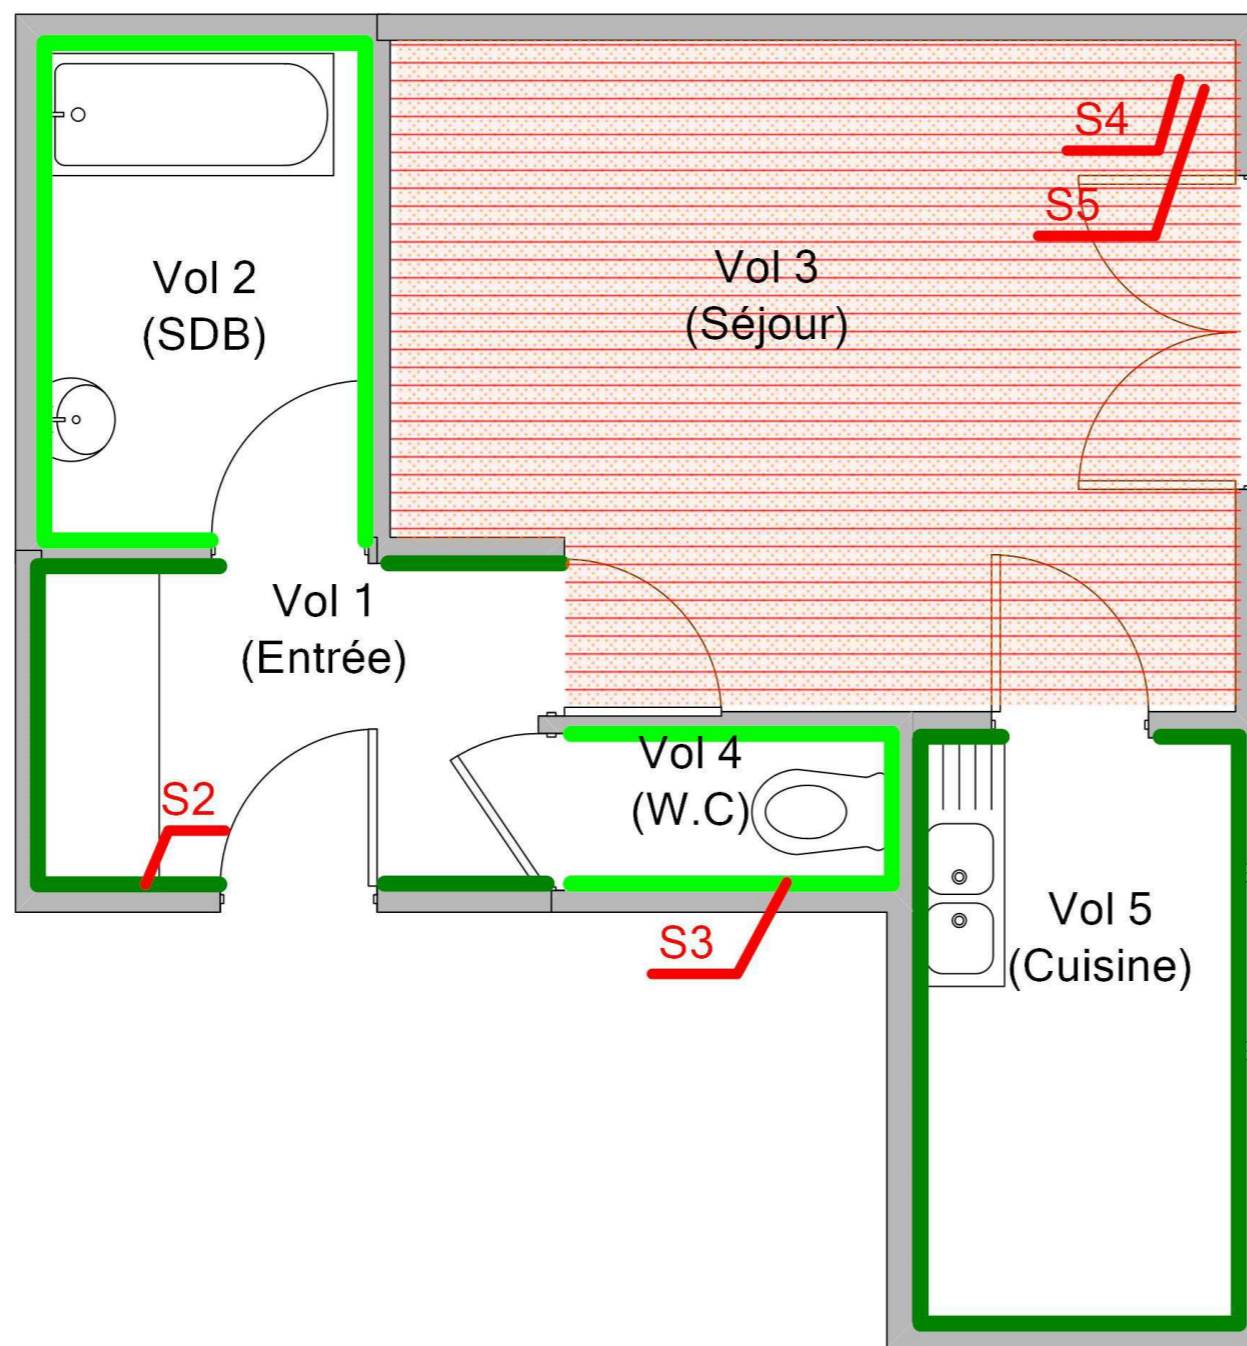 S4
S5
Vol 2
(SDB)
Vol 3
(Séjour)
Vol 1
(Entrée)
S2
Vol 4
(W.C)
S3
Vol 5
(Cuisine)